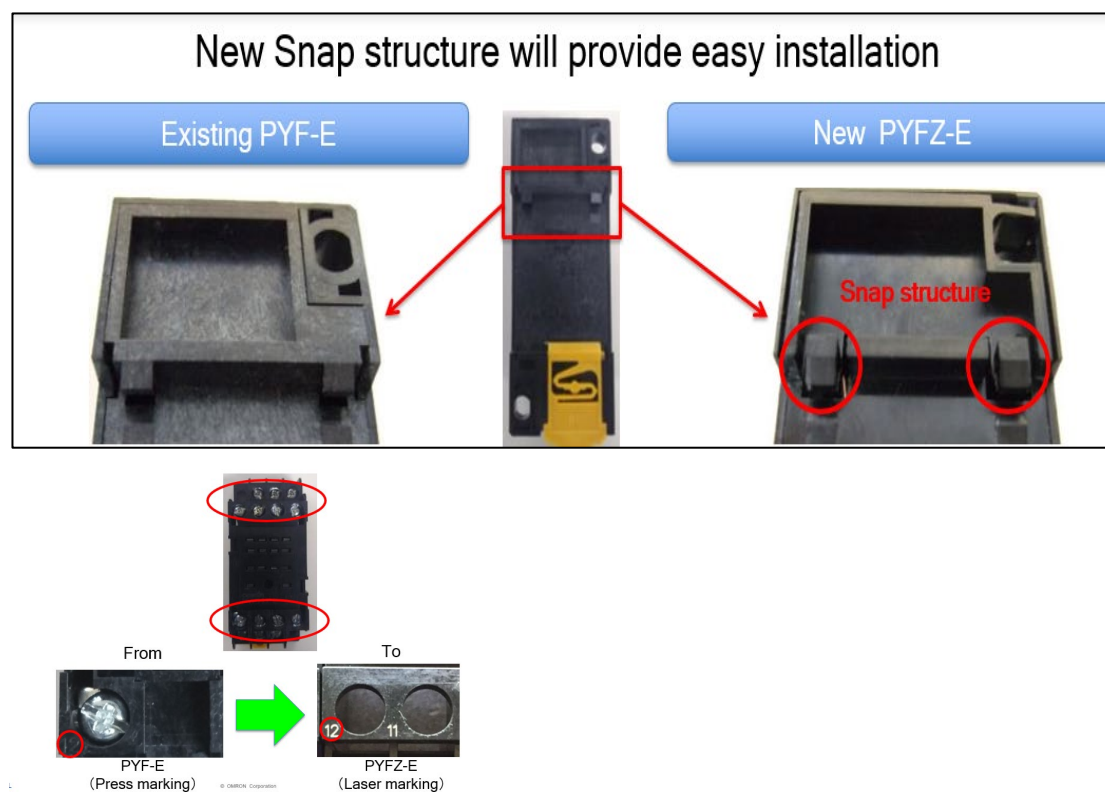 New Snap structure will provide easy installation
Existing PYF-E
New PYFZ-E
Snap structure
From
To
12
11
PYF-E
PYFZ-E
（Press marking）
© OMRON Corporation
（Laser marking）